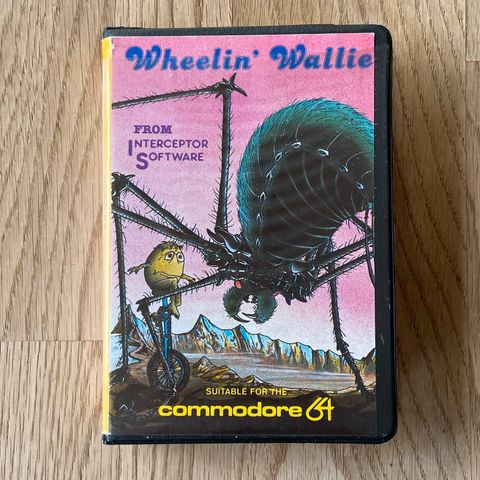 Wheelin' Wallie
FROM
INTERCEPTOR
SOFTWARE
SUITABLE FOR THE
commodore 64